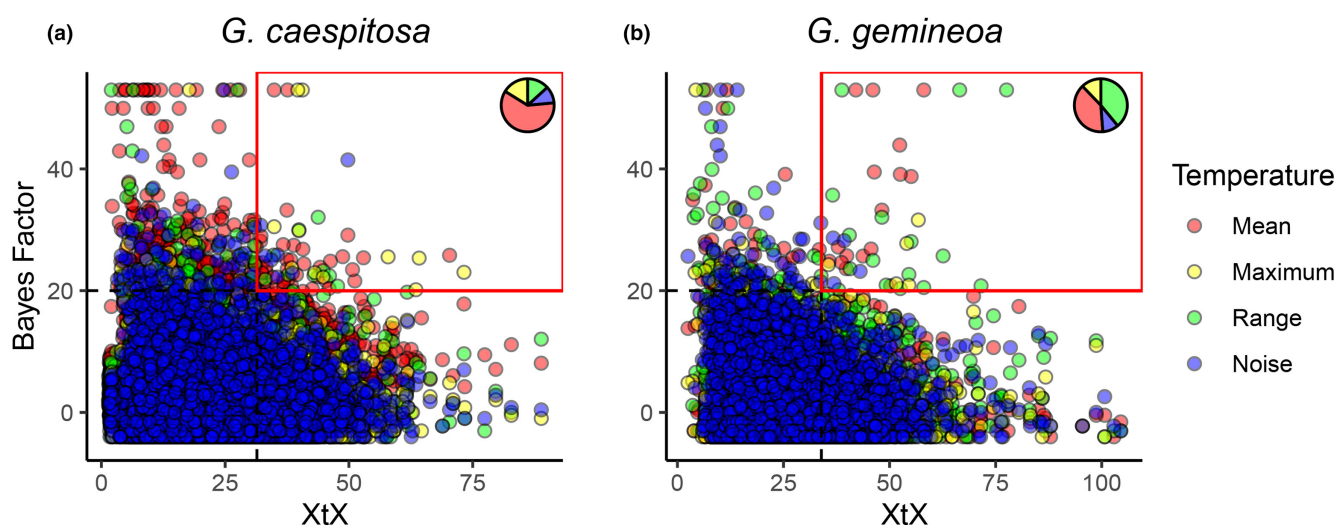 (a) G. caespitosa
(b) G. gemineoa
Bayes Factor
40
20
0
0 25 50 75
XtX
40
20
0
0 25 50 75 100
XtX
Temperature
Mean
Maximum
Range
Noise